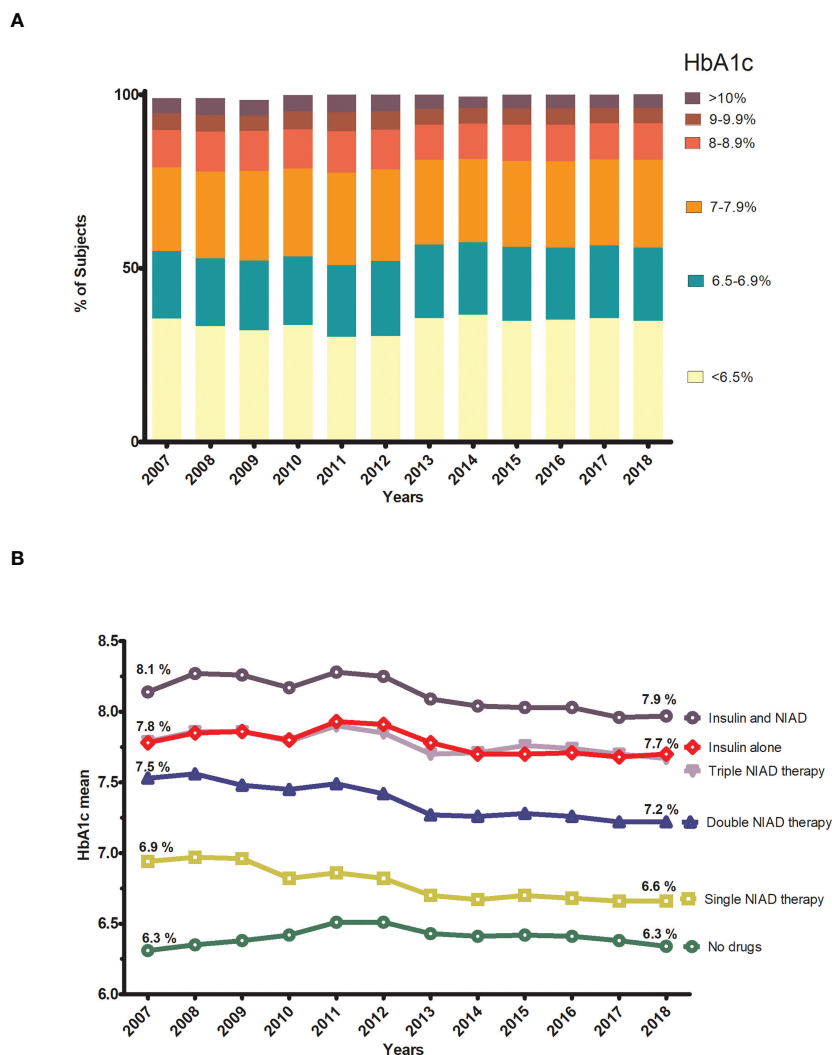 A
HbA1c
100
50
0
% of Subjects
>10%
9-9.9%
8-8.9%
7-7.9%
6.5-6.9%
<6.5%
2007 2008 2009 2010 2011 2012 2013 2014 2015 2016 2017 2018
Years
B
8.5
8.0
7.5
7.0
6.5
6.0
HbA1c mean
8.1 %
7.8 %
7.5 %
6.9 %
6.3 %
7.9 %
7.7 %
7.2 %
6.6 %
6.3 %
Insulin and NIAD
Insulin alone
Triple NIAD therapy
Double NIAD therapy
Single NIAD therapy
No drugs
2007 2008 2009 2010 2011 2012 2013 2014 2015 2016 2017 2018
Years